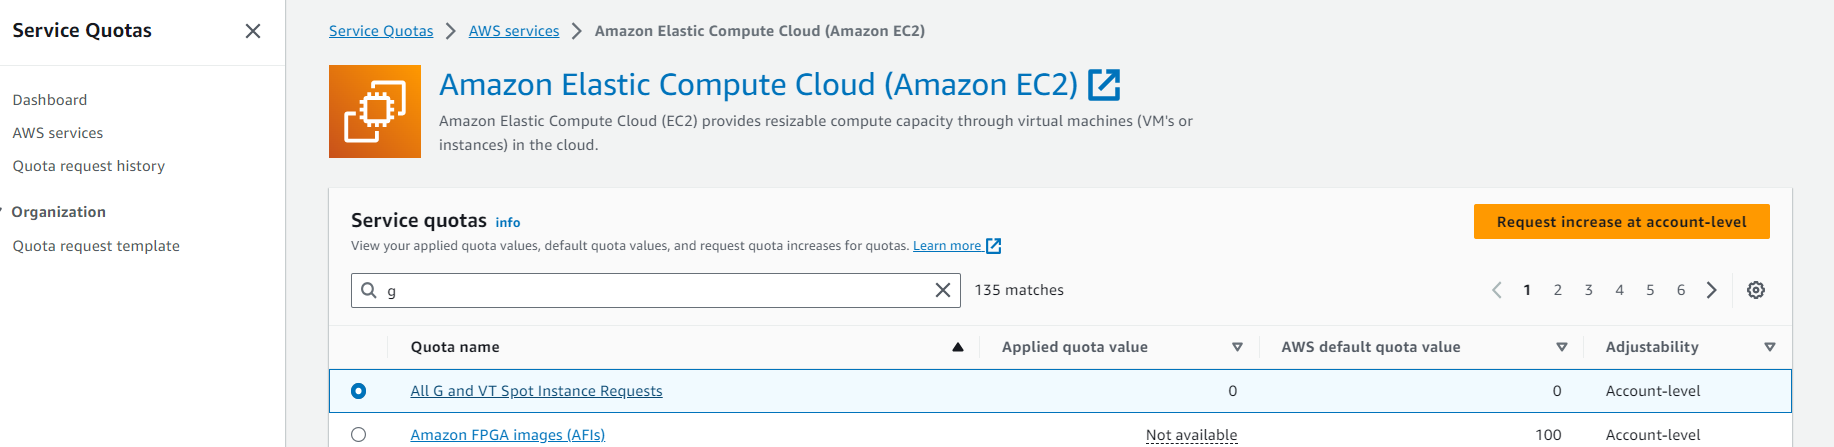 Service Quotas
Dashboard
AWS services
Quota request history
Organization
Quota request template
Service Quotas AWS services Amazon Elastic Compute Cloud (Amazon EC2)
Amazon Elastic Compute Cloud (Amazon EC2)
Amazon Elastic Compute Cloud (EC2) provides resizable compute capacity through virtual machines (VM's or
instances) in the cloud.
Service quotas info
Request increase at account-level
View your applied quota values, default quota values, and request quota increases for quotas. Learn more
g 135 matches 1 2 3 4 5 6
Quota name Applied quota value AWS default quota value Adjustability
All G and VT Spot Instance Requests 0 0 Account-level
Amazon FPGA images (AFIs) Not available 100 Account-level